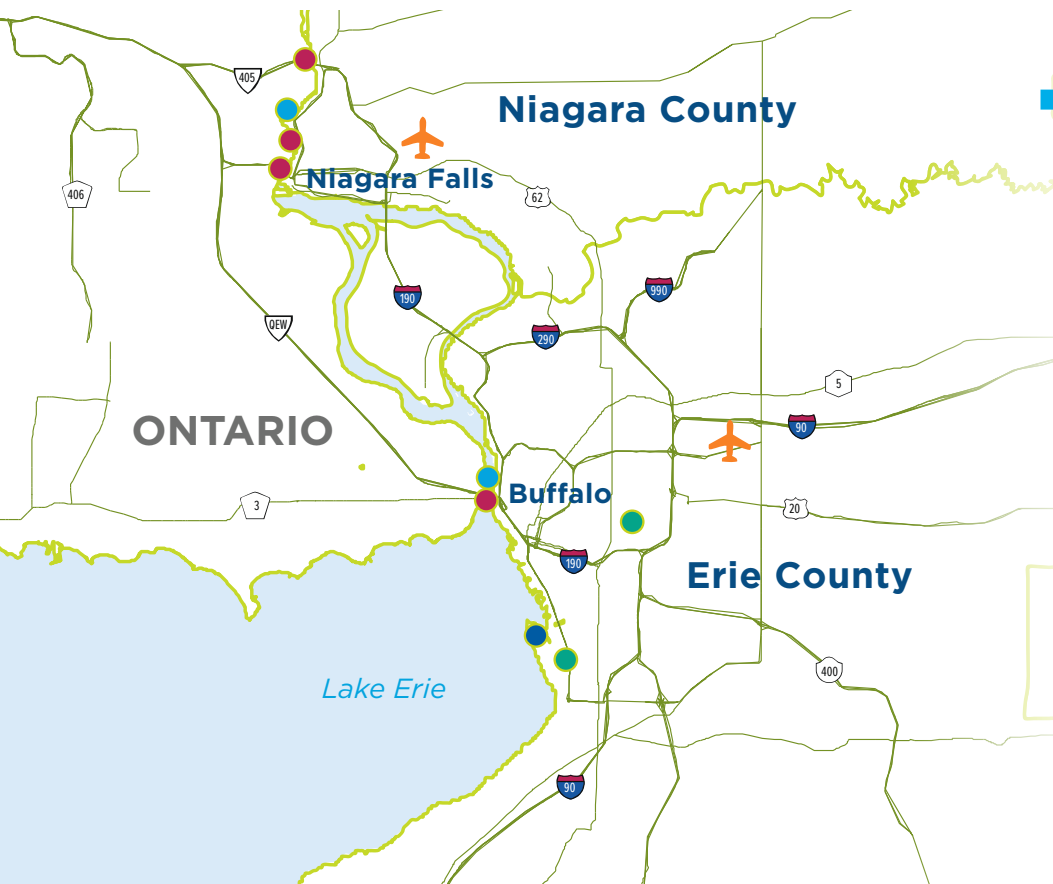 405
Niagara County
406
Niagara Falls
62
190
990
QEW
290
5
ONTARIO
90
Buffalo
3
20
190
Erie County
400
Lake Erie
90